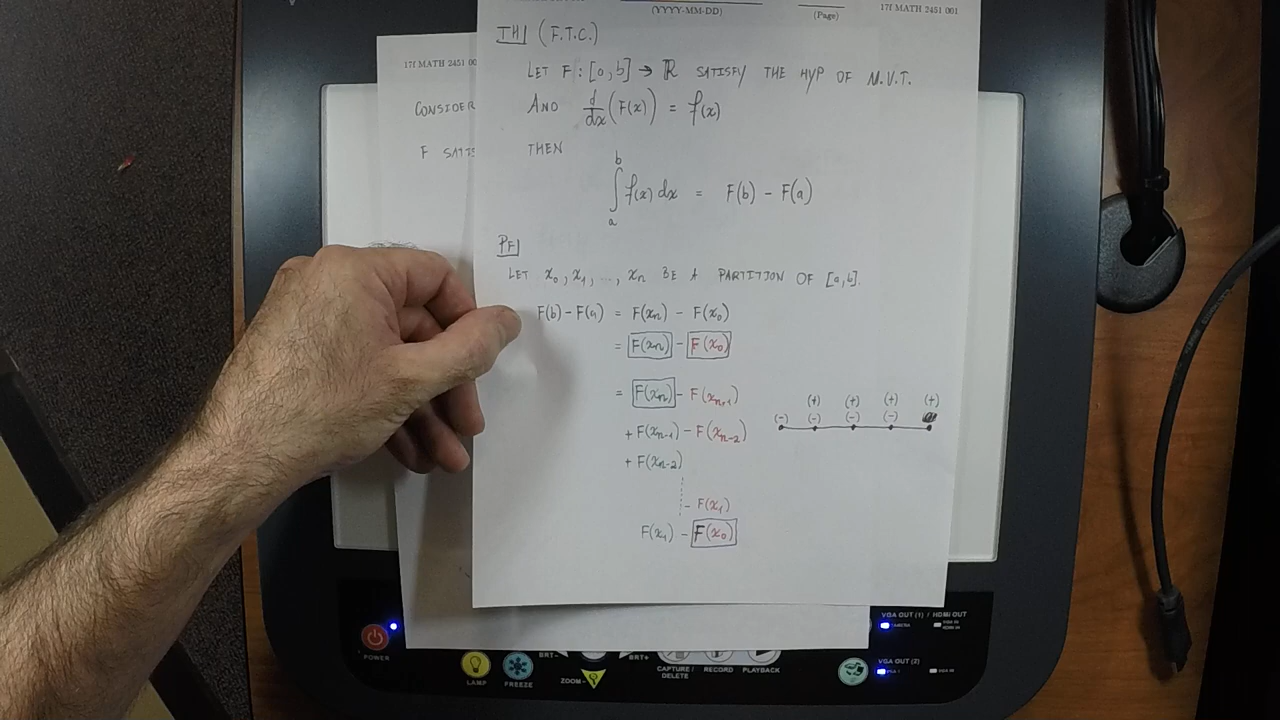 (YYYY-MM-DD)
(Page)
17f MATH 2451 001
TH (F.T.C.)
17f MATH 2451 00
LET F : [a,b] → ℝ SATISFY THE HYP OF M.V.T.
CONSIDER
AND d/dx (F(x)) = f(x)
F SATIS
THEN
∫_a^b f(x) dx = F(b) - F(a)
PF
LET x₀, x₁, ..., xₙ BE A PARTITION OF [a,b].
F(b) - F(a) = F(xₙ) - F(x₀)
= F(xₙ) - F(x₀)
= F(xₙ) - F(xₙ₋₁)
(+) (+) (+) (+)
(-) (-) (-) (-)
+ F(xₙ₋₁) - F(xₙ₋₂)
+ F(xₙ₋₂)
- F(x₁)
F(x₁) - F(x₀)
VGA OUT (1) / HDMI OUT
POWER
LAMP
FREEZE
BRT-
ZOOM-
BRT+
CAPTURE / DELETE
RECORD
PLAYBACK
VGA OUT (2)